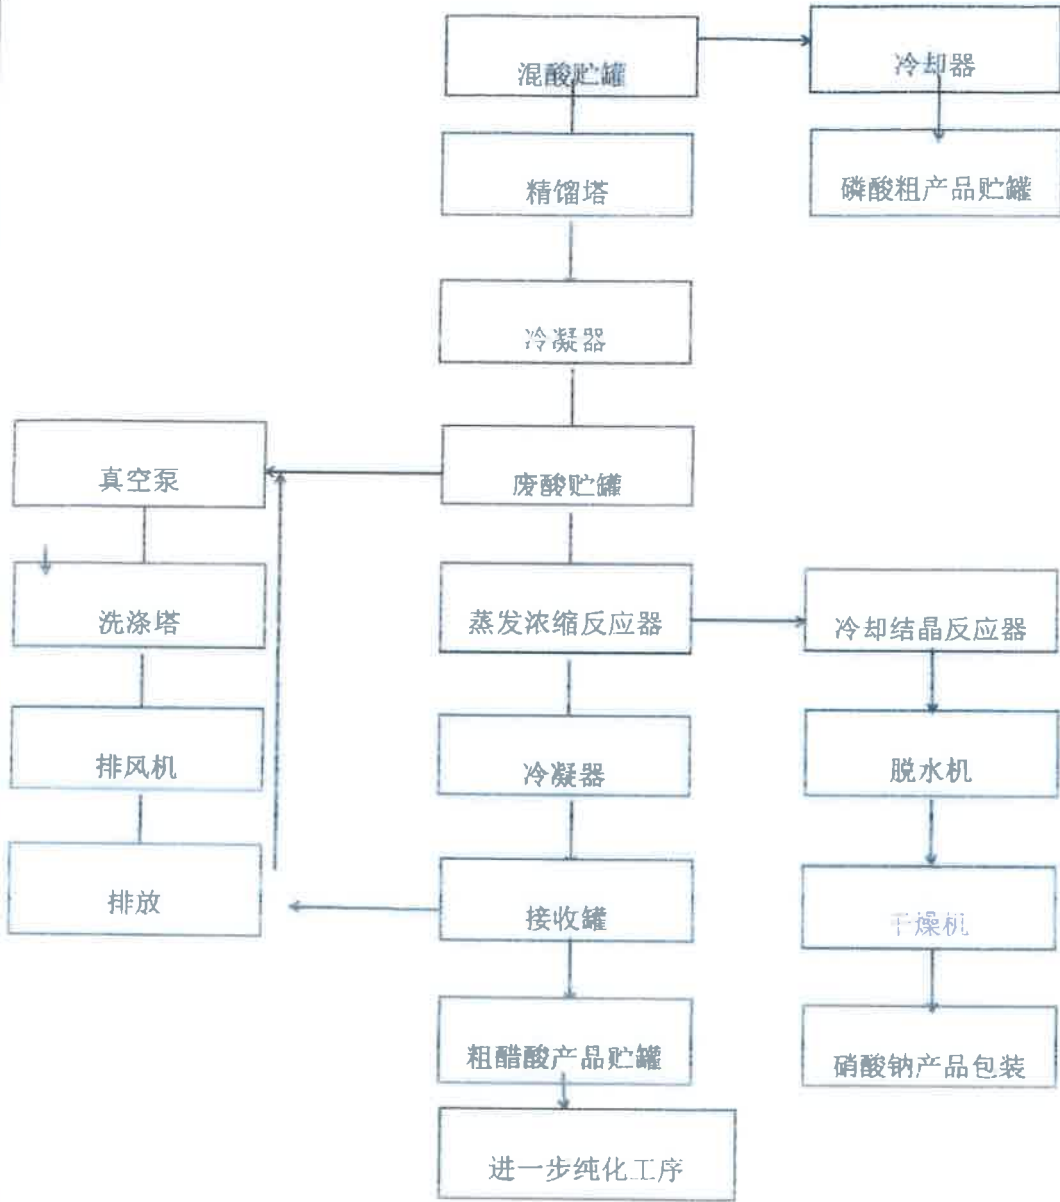 混酸贮罐
冷却器
精馏塔
磷酸粗产品贮罐
冷凝器
真空泵
废酸贮罐
洗涤塔
蒸发浓缩反应器
冷却结晶反应器
排风机
冷凝器
脱水机
排放
接收罐
干燥机
粗醋酸产品贮罐
硝酸钠产品包装
进一步纯化工序